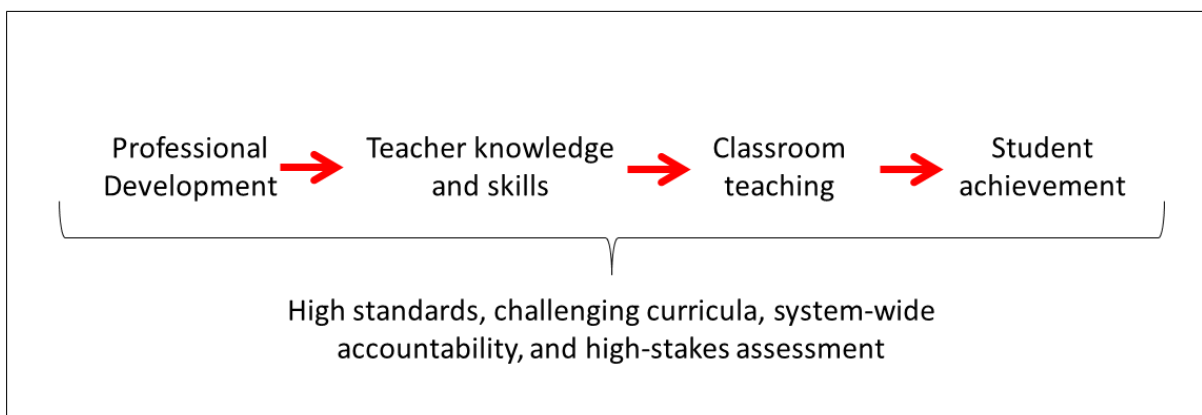 Professional
Development
Teacher knowledge
and skills
Classroom
teaching
Student
achievement
High standards, challenging curricula, system-wide
accountability, and high-stakes assessment